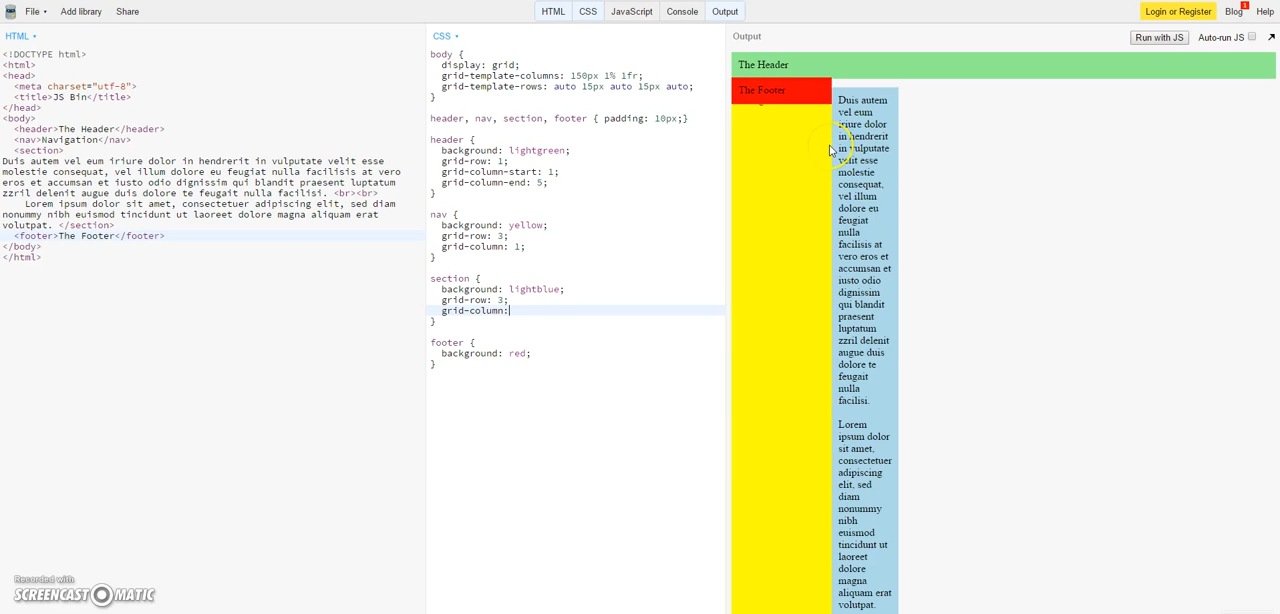 File ▾ Add library Share HTML CSS JavaScript Console Output Login or Register Blog 1 Help
HTML ▾
<!DOCTYPE html>
<html>
<head>
<meta charset="utf-8">
<title>JS Bin</title>
</head>
<body>
<header>The Header</header>
<nav>Navigation</nav>
<section>
Duis autem vel eum iriure dolor in hendrerit in vulputate velit esse
molestie consequat, vel illum dolore eu feugiat nulla facilisis at
vero eros et accumsan et iusto odio dignissim qui blandit praesent luptatum
zzril delenit augue duis dolore te feugait nulla facilisi. <br><br>
Lorem ipsum dolor sit amet, consectetuer adipiscing elit, sed diam
nonummy nibh euismod tincidunt ut laoreet dolore magna aliquam erat
volutpat. </section>
<footer>The Footer</footer>
</body>
</html>
CSS ▾
body {
display: grid;
grid-template-columns: 150px 1% 1fr;
grid-template-rows: auto 15px auto 15px auto;
}
header, nav, section, footer { padding: 10px;}
header {
background: lightgreen;
grid-row: 1;
grid-column-start: 1;
grid-column-end: 5;
}
nav {
background: yellow;
grid-row: 3;
grid-column: 1;
}
section {
background: lightblue;
grid-row: 3;
grid-column:
}
footer {
background: red;
}
Output Run with JS Auto-run JS
The Header
The Footer
Duis autem
vel eum
iriure dolor
in hendrerit
in vulputate
velit esse
molestie
consequat,
vel illum
dolore eu
feugiat
nulla
facilisis at
vero eros et
accumsan et
iusto odio
dignissim
qui blandit
praesent
luptatum
zzril delenit
augue duis
dolore te
feugait
nulla
facilisi.
Lorem
ipsum dolor
sit amet,
consectetuer
adipiscing
elit, sed
diam
nonummy
nibh
euismod
tincidunt ut
laoreet
dolore
magna
aliquam erat
volutpat.
Recorded with
SCREENCAST-O-MATIC